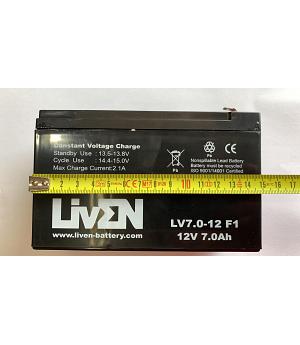 Constant Voltage Charge
Standby Use : 13.5-13.8V
Cycle Use : 14.4-15.0V
Max Charge Current:2.1A
Pb
Nonspillable Lead Battery
Battery must be recycled
ISO 9001/14001 Certified
LivEN
www.liven-battery.com
LV7.0-12 F1
12V 7.0Ah